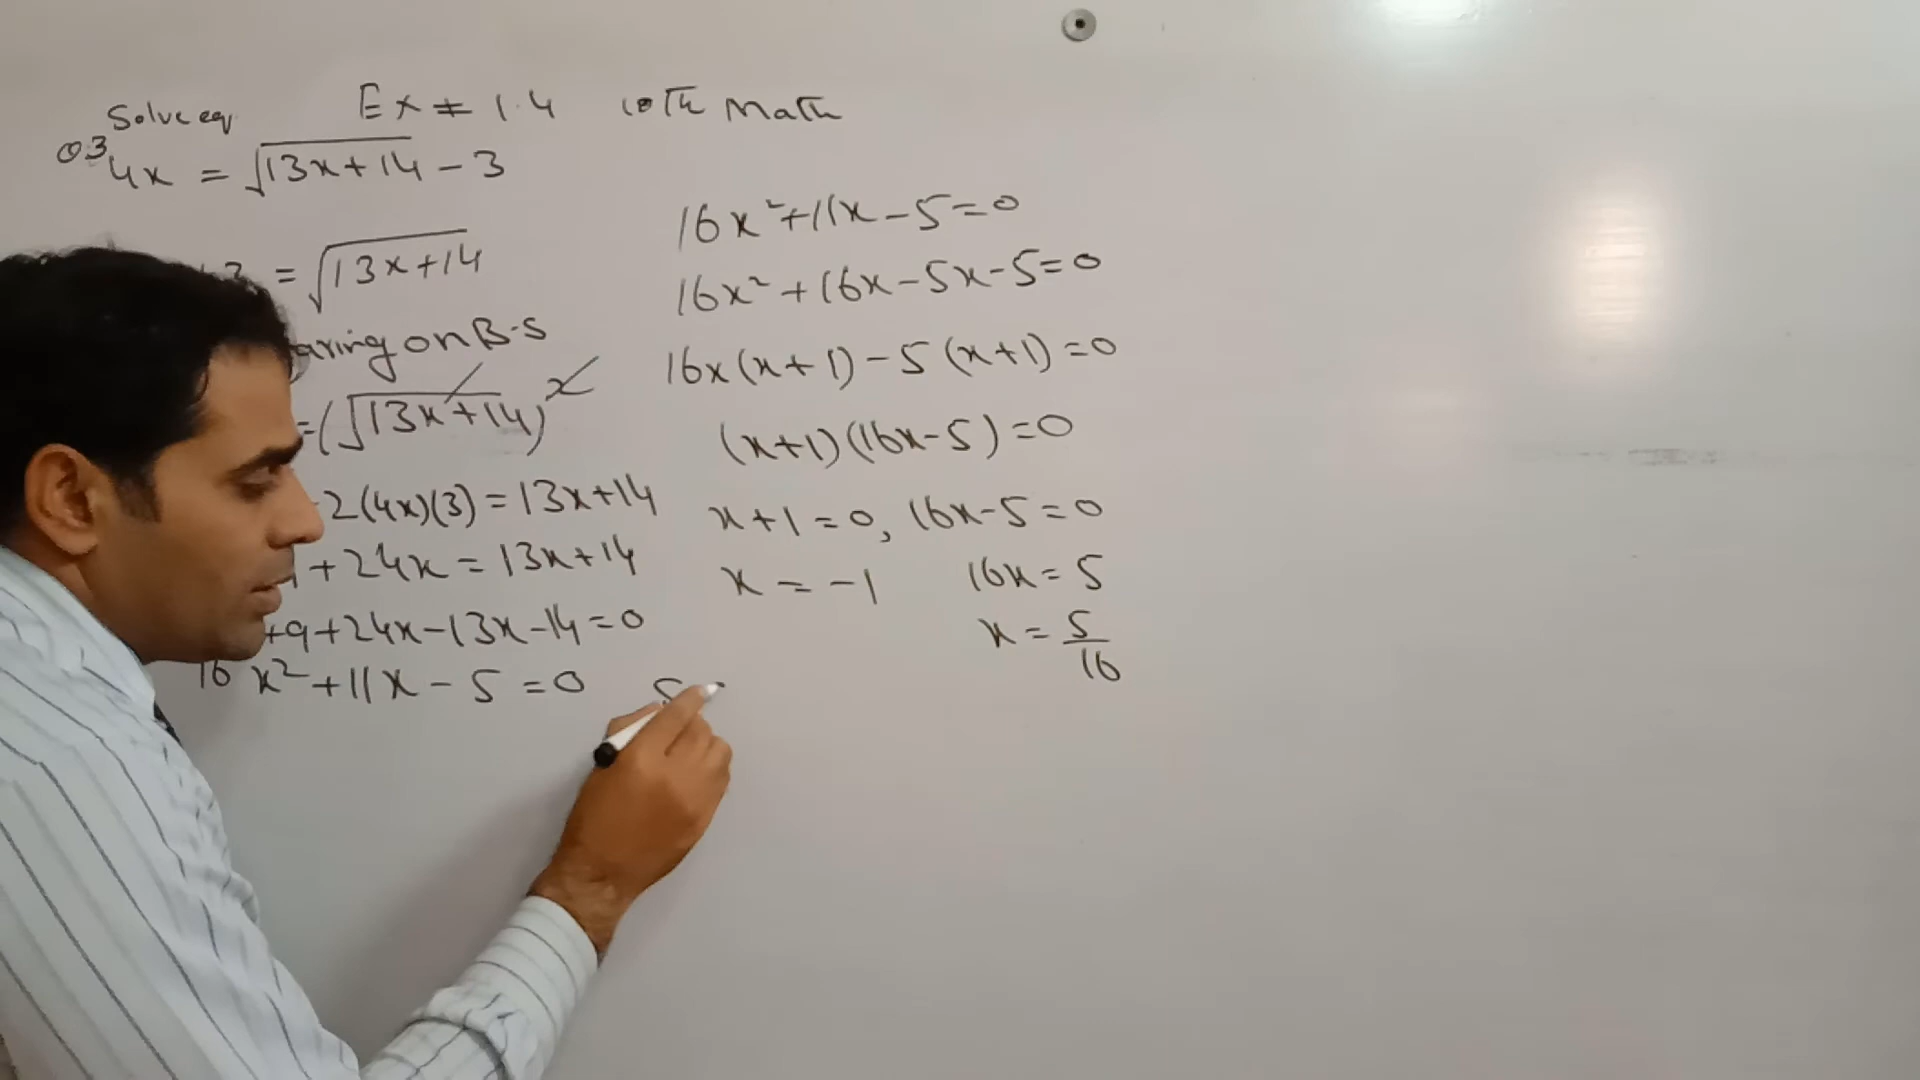 Solve eq Ex # 1.4 10th Math
Q3 4x = √13x+14 - 3
3 = √13x+14
aring on B.S
=(√13x+14)²
2(4x)(3) = 13x+14
9 + 24x = 13x+14
+9+24x-13x-14=0
16x²+11x-5=0
16x²+11x-5=0
16x²+16x-5x-5=0
16x(x+1)-5(x+1)=0
(x+1)(16x-5)=0
x+1=0, 16x-5=0
x = -1 16x=5
x = 5/16
S